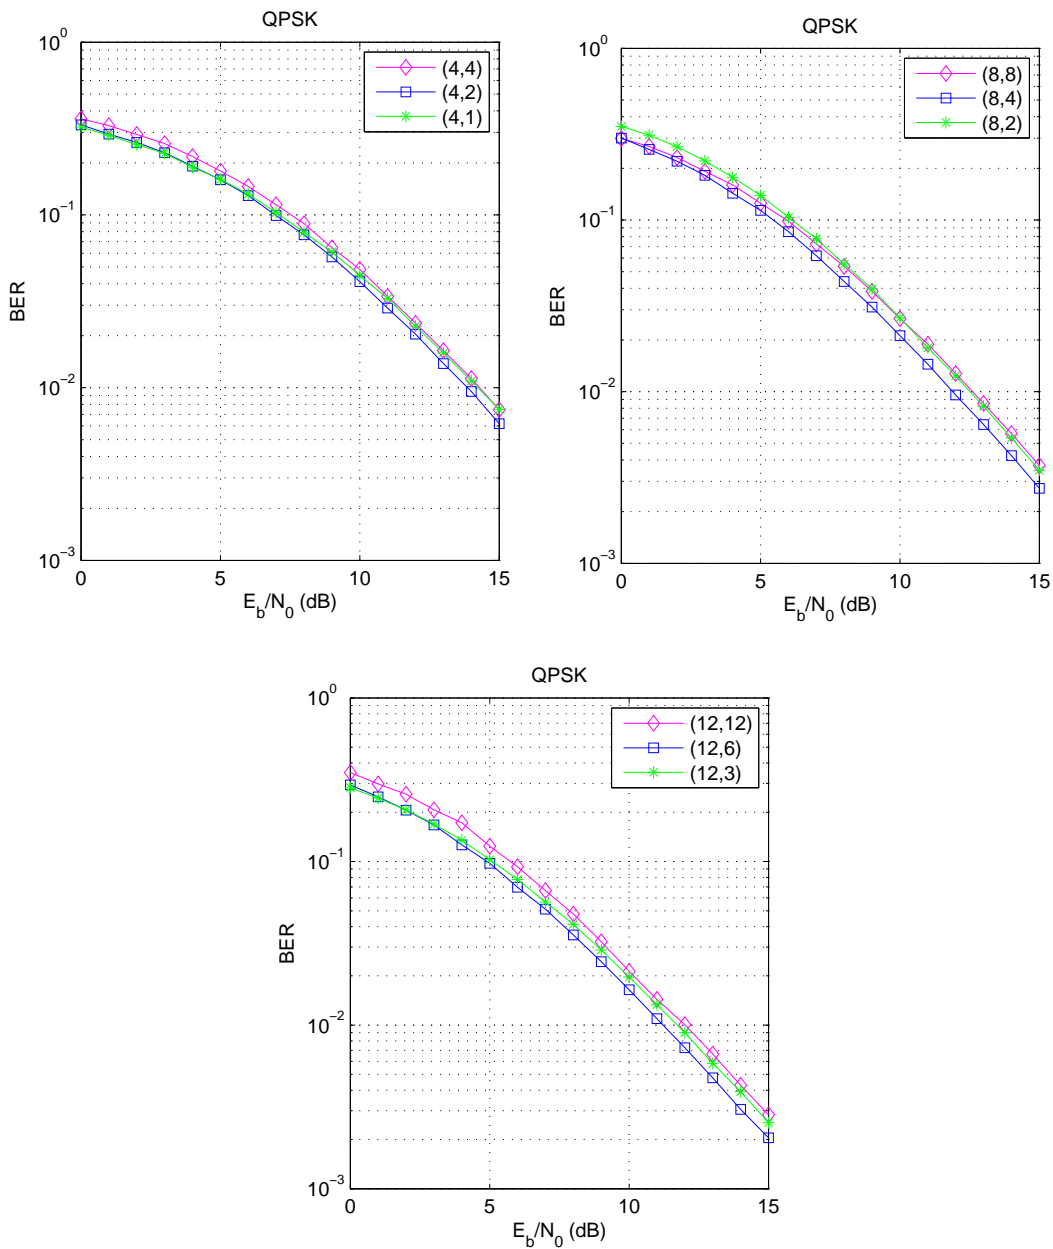 QPSK
10^0
10^-1
10^-2
10^-3
BER
0 5 10 15
E_b/N_0 (dB)
(4,4)
(4,2)
(4,1)
QPSK
10^0
10^-1
10^-2
10^-3
BER
0 5 10 15
E_b/N_0 (dB)
(8,8)
(8,4)
(8,2)
QPSK
10^0
10^-1
10^-2
10^-3
BER
0 5 10 15
E_b/N_0 (dB)
(12,12)
(12,6)
(12,3)